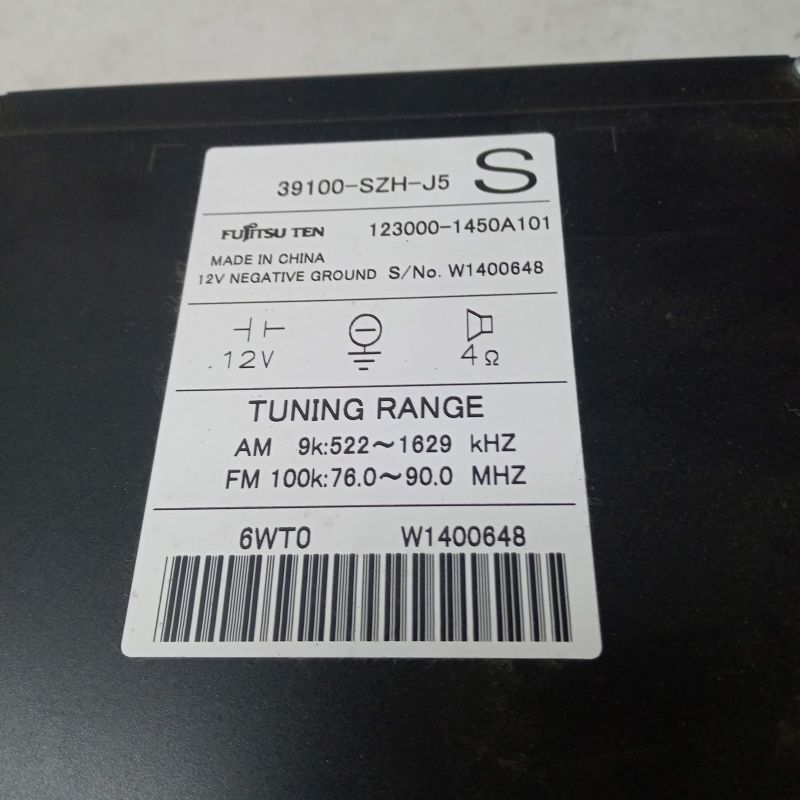 39100-SZH-J5 S
FUJITSU TEN 123000-1450A101
MADE IN CHINA
12V NEGATIVE GROUND S/No. W1400648
12V 4Ω
TUNING RANGE
AM 9k:522～1629 kHZ
FM 100k:76.0～90.0 MHZ
6WT0 W1400648